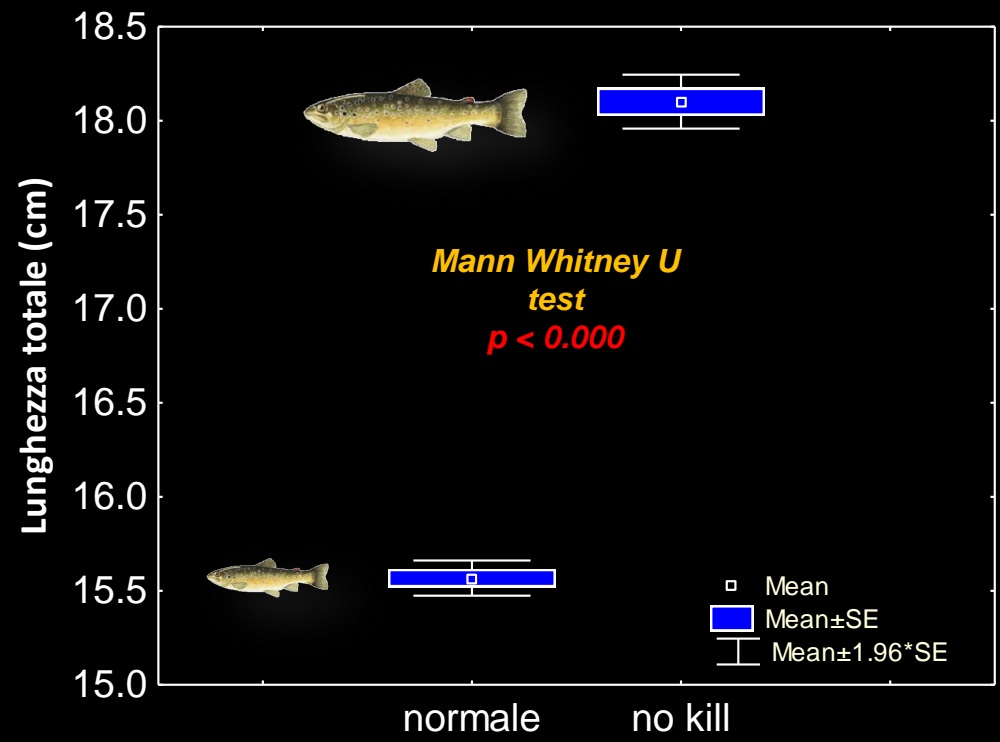 Lunghezza totale (cm)
18.5
18.0
17.5
17.0
16.5
16.0
15.5
15.0
Mann Whitney U
test
p < 0.000
Mean
Mean±SE
Mean±1.96*SE
normale
no kill